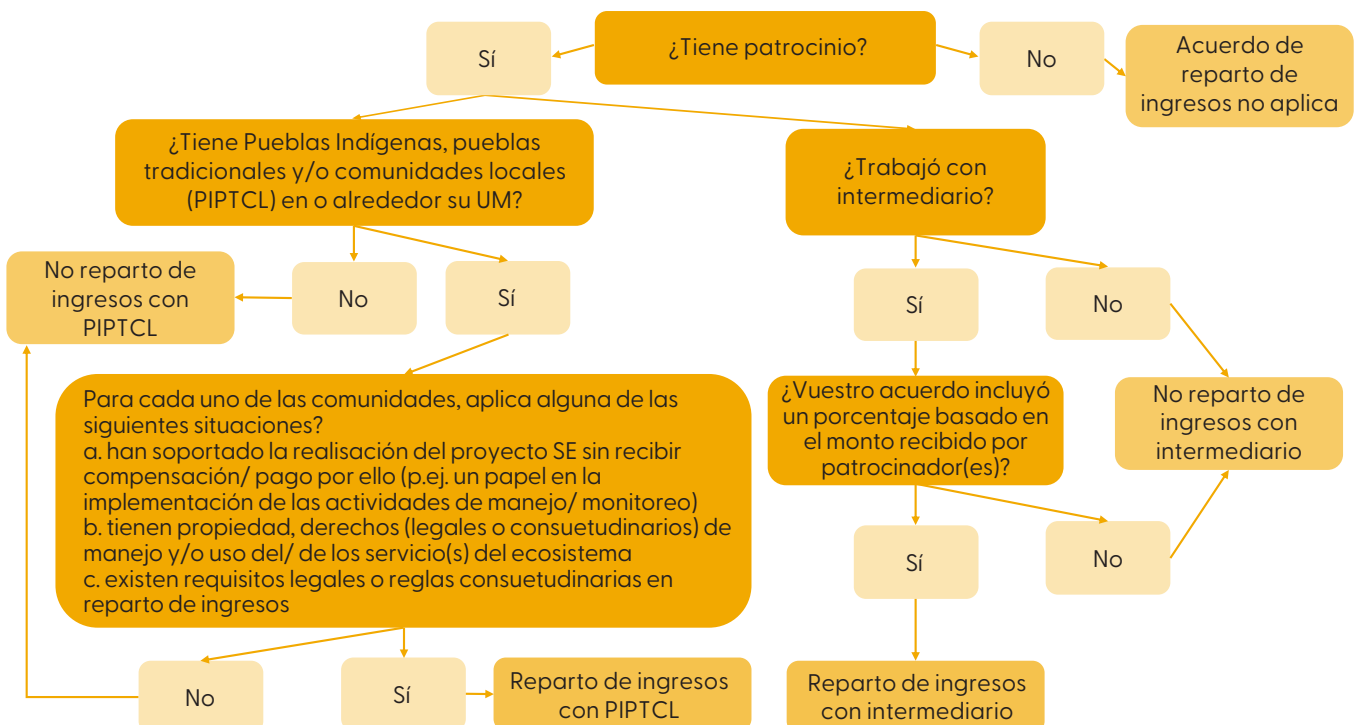 ¿Tiene patrocinio?
Sí
No
Acuerdo de
reparto de
ingresos no aplica
¿Tiene Pueblas Indígenas, pueblas
tradicionales y/o comunidades locales
(PIPTCL) en o alrédedor su UM?
¿Trabajó con
intermediario?
No reparto de
ingresos con
PIPTCL
No
Sí
Sí
No
Para cada uno de las comunidades, aplica alguna de las
siguientes situaciones?
a. han soportado la realisación del proyecto SE sin recibir
compensación/ pago por ello (p.ej. un papel en la
implementación de las actividades de manejo/ monitoreo)
b. tienen propiedad, derechos (legales o consuetudinarios) de
manejo y/o uso del/ de los servicio(s) del ecosistema
c. existen requisitos legales o reglas consuetudinarias en
reparto de ingresos
¿Vuestro acuerdo incluyó
un porcentaje basado en
el monto recibido por
patrocinador(es)?
No reparto de
ingresos con
intermediario
Sí
No
No
Sí
Reparto de ingresos
con PIPTCL
Reparto de ingresos
con intermediario